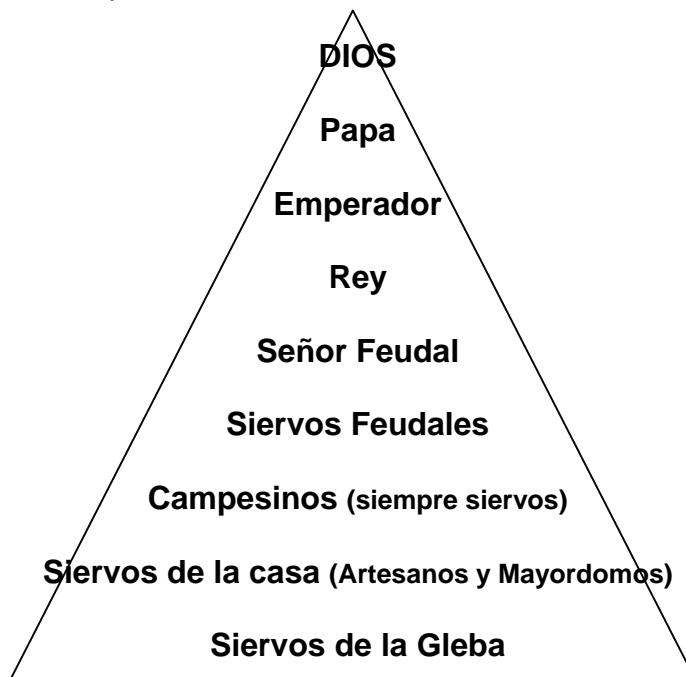 DIOS
Papa
Emperador
Rey
Señor Feudal
Siervos Feudales
Campesinos (siempre siervos)
Siervos de la casa (Artesanos y Mayordomos)
Siervos de la Gleba